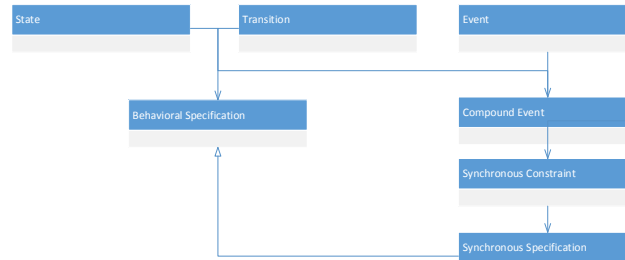 State
Transition
Event
Behavioral Specification
Compound Event
Synchronous Constraint
Synchronous Specification